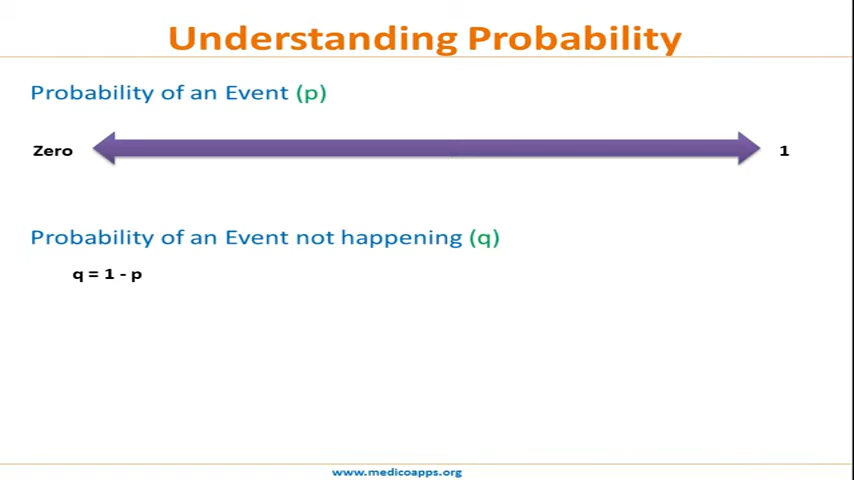 Understanding Probability
Probability of an Event (p)
Zero
1
Probability of an Event not happening (q)
q = 1 - p
www.medicoapps.org